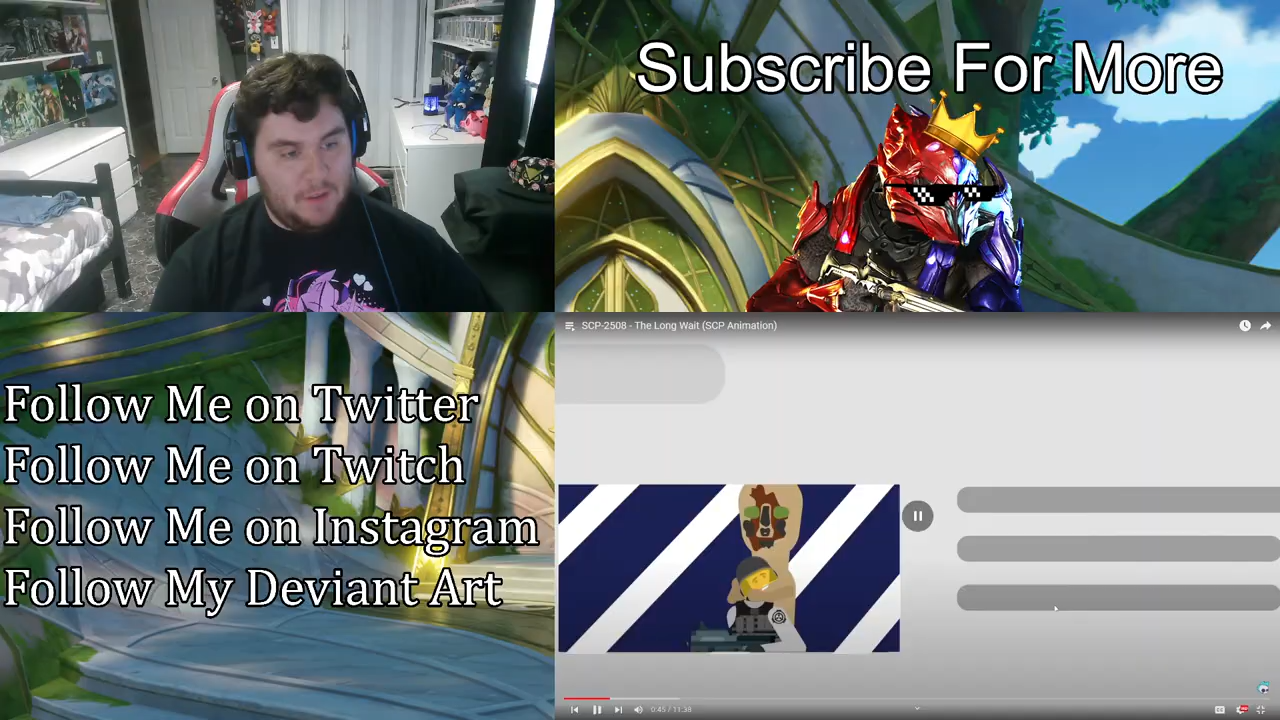 Subscribe For More
SCP-2508 - The Long Wait (SCP Animation)
Follow Me on Twitter
Follow Me on Twitch
Follow Me on Instagram
Follow My Deviant Art
0:45 / 11:38